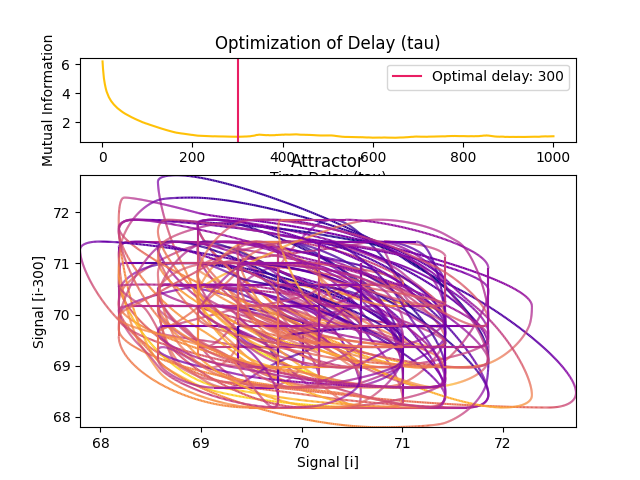 Optimization of Delay (tau)
Mutual Information
6
4
2
Optimal delay: 300
0 200 400 600 800 1000
Time Delay (tau)
Attractor
Signal [i-300]
72
71
70
69
68
68 69 70 71 72
Signal [i]